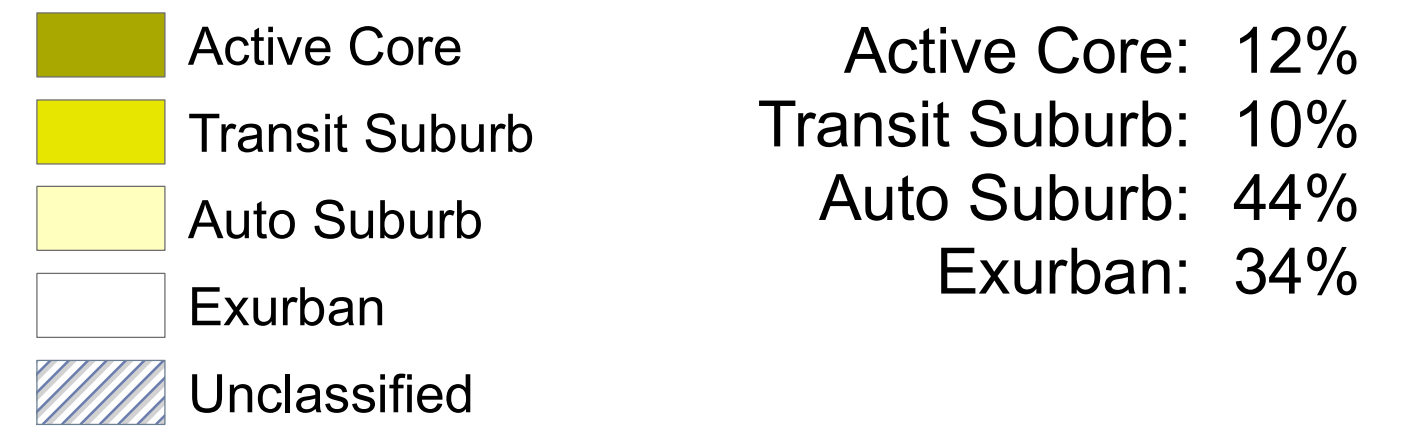 Active Core
Transit Suburb
Auto Suburb
Exurban
Unclassified
Active Core: 12%
Transit Suburb: 10%
Auto Suburb: 44%
Exurban: 34%